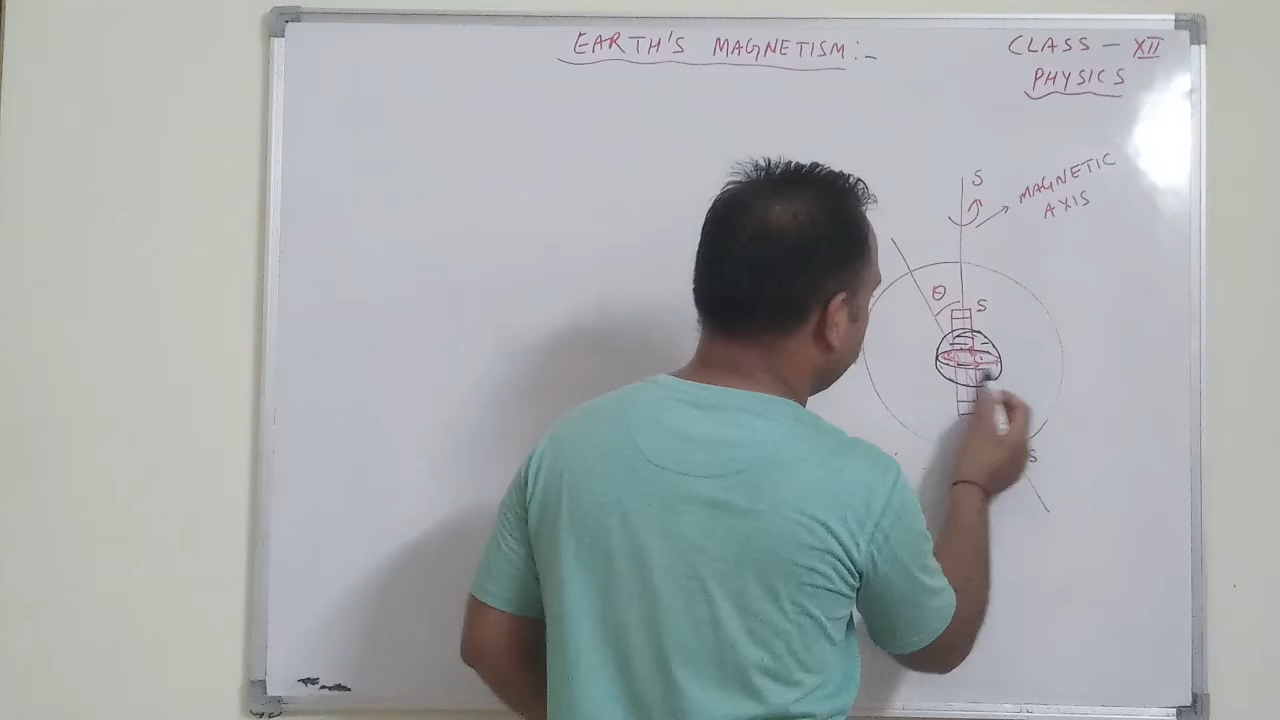 EARTH'S MAGNETISM:-
CLASS - XII
PHYSICS
S
MAGNETIC
AXIS
θ
S
S